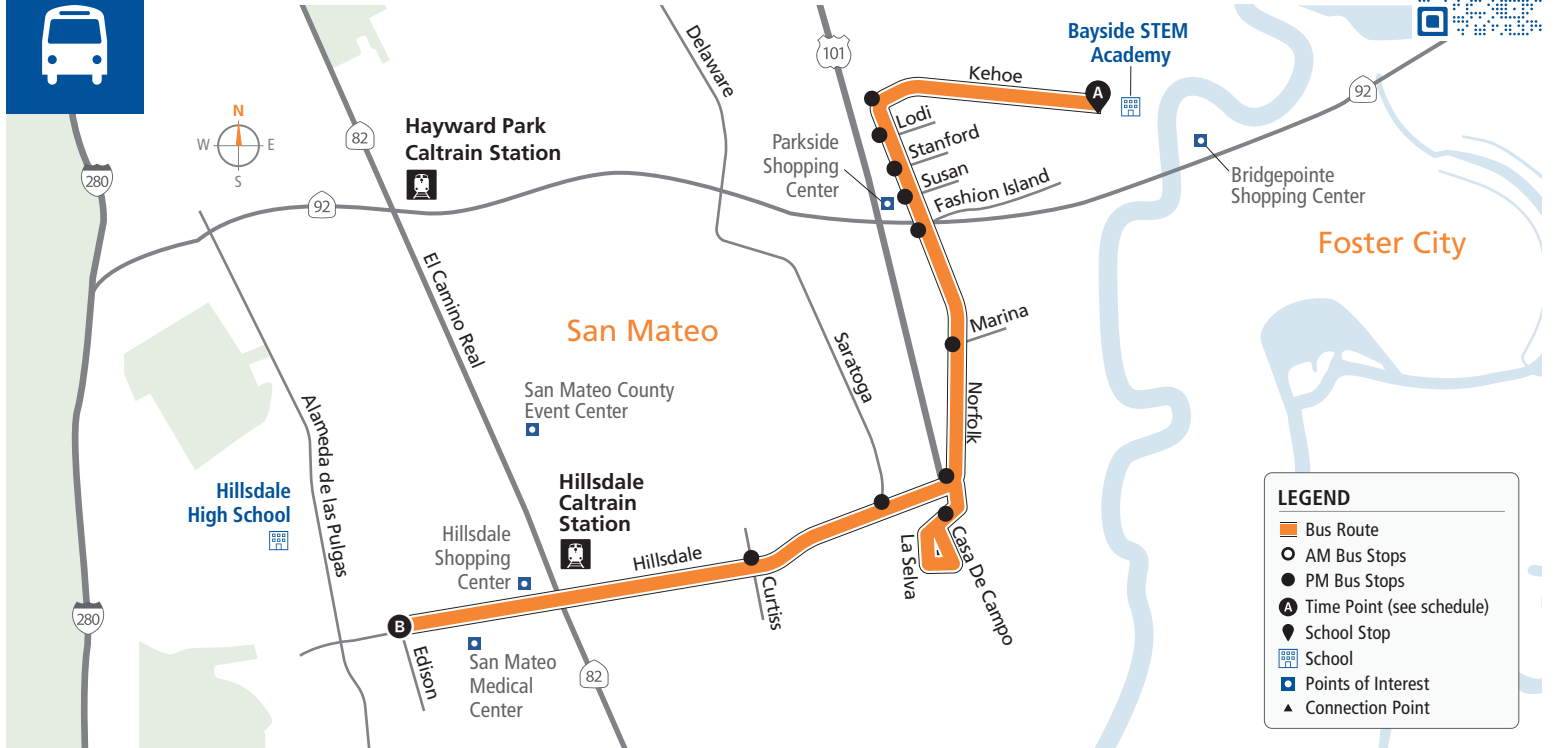 Bayside STEM
Academy
101
Delaware
Kehoe
A
92
N
W
E
S
82
Hayward Park
Caltrain Station
Lodi
Stanford
Susan
Fashion Island
Parkside
Shopping
Center
280
92
Bridgepointe
Shopping Center
Foster City
El Camino Real
San Mateo
Marina
Saratoga
San Mateo County
Event Center
Norfolk
Alameda de las Pulgas
Hillsdale
High School
Hillsdale
Caltrain
Station
Hillsdale
Shopping
Center
Hillsdale
Curtiss
La Selva
Casa De Campo
280
B
Edison
San Mateo
Medical
Center
82
LEGEND
Bus Route
AM Bus Stops
PM Bus Stops
A Time Point (see schedule)
School Stop
School
Points of Interest
Connection Point